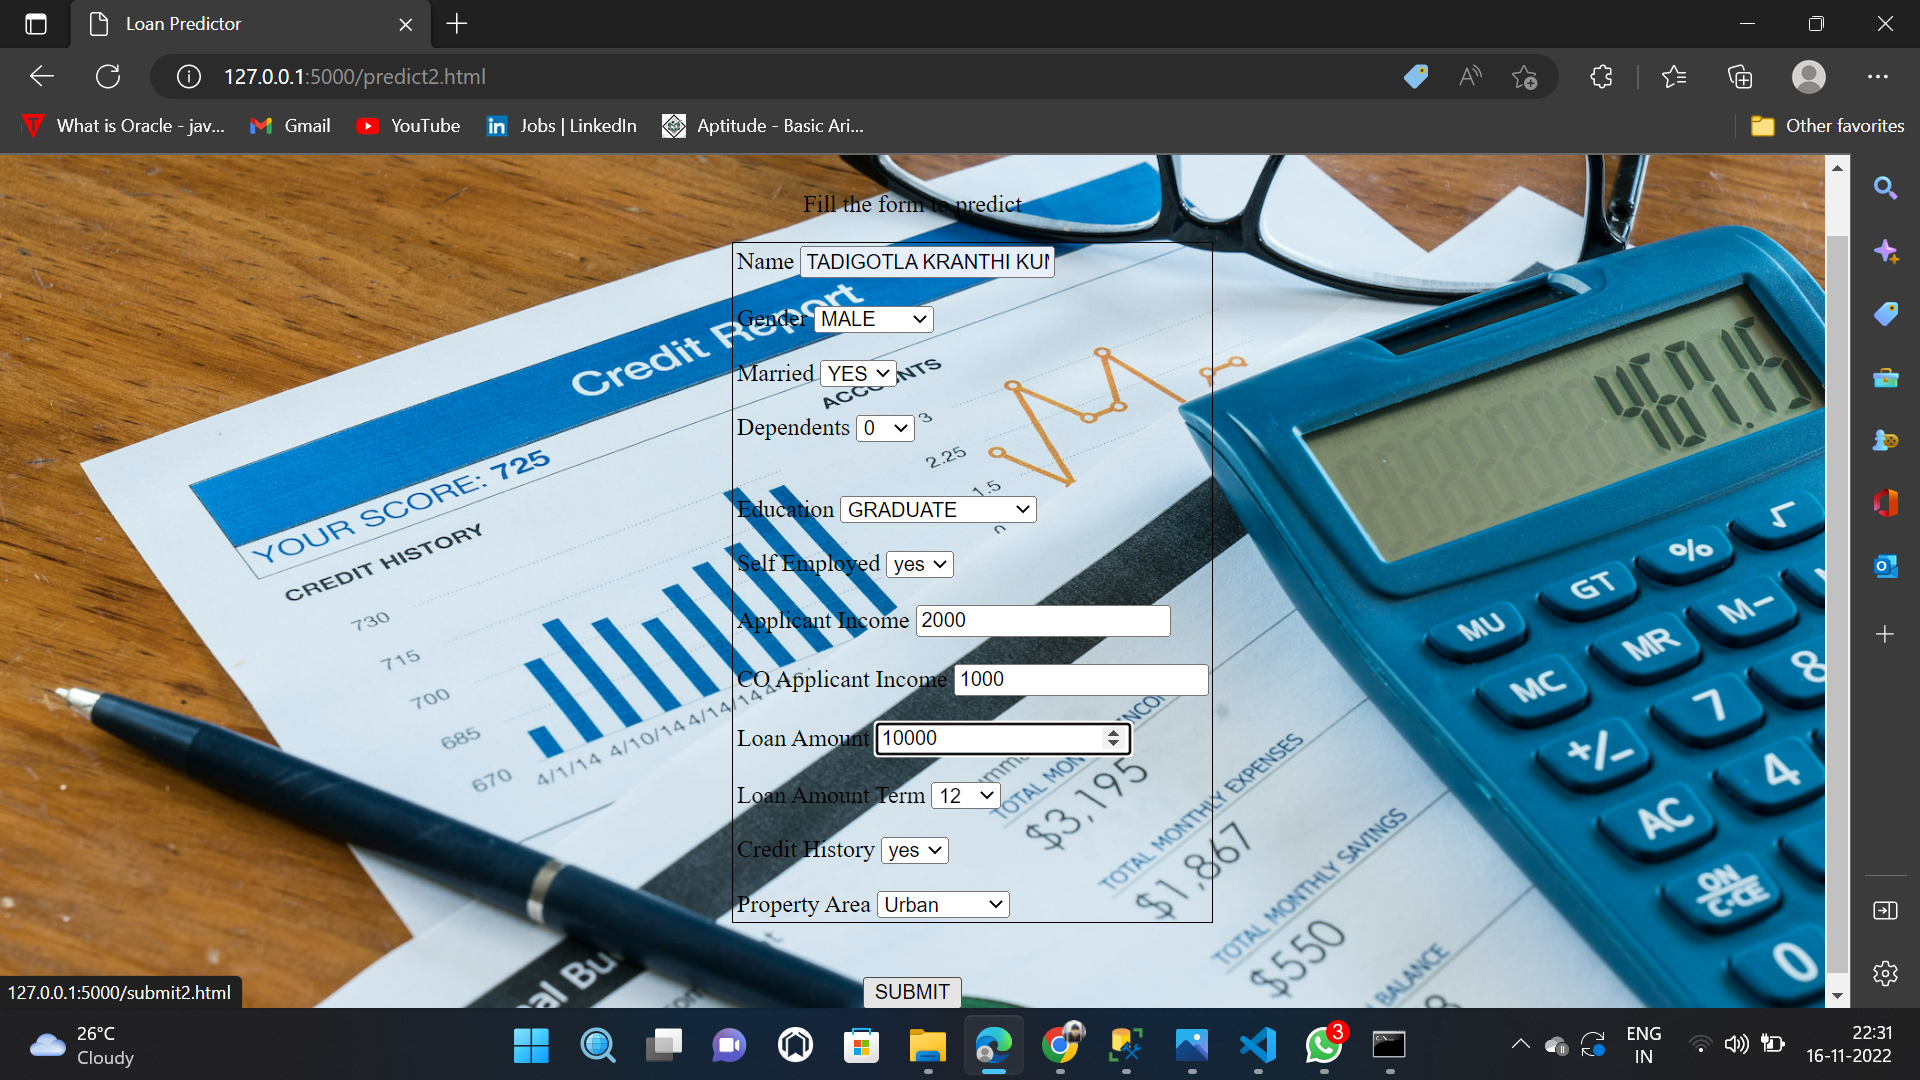 Loan Predictor
127.0.0.1:5000/predict2.html
What is Oracle - jav...
Gmail
YouTube
Jobs | LinkedIn
Aptitude - Basic Ari...
Other favorites
Fill the form to predict
Name TADIGOTLA KRANTHI KU
Gender MALE
Married YES
Dependents 0
Education GRADUATE
Self Employed yes
Applicant Income 2000
CO Applicant Income 1000
Loan Amount 10000
Loan Amount Term 12
Credit History yes
Property Area Urban
SUBMIT
Credit Report
ACCOUNTS
YOUR SCORE: 725
CREDIT HISTORY
730
715
700
685
670
4/1/14 4/10/14
3
2.25
1.5
TOTAL MON
$3,195
TOTAL MONTHLY EXPENSES
$1,867
TOTAL MONTHLY SAVINGS
$550
BALANCE
MU
GT
%
√
MC
MR
M−
+/−
7
8
AC
4
ON
C·CE
0
127.0.0.1:5000/submit2.html
26°C
Cloudy
3
ENG
IN
22:31
16-11-2022